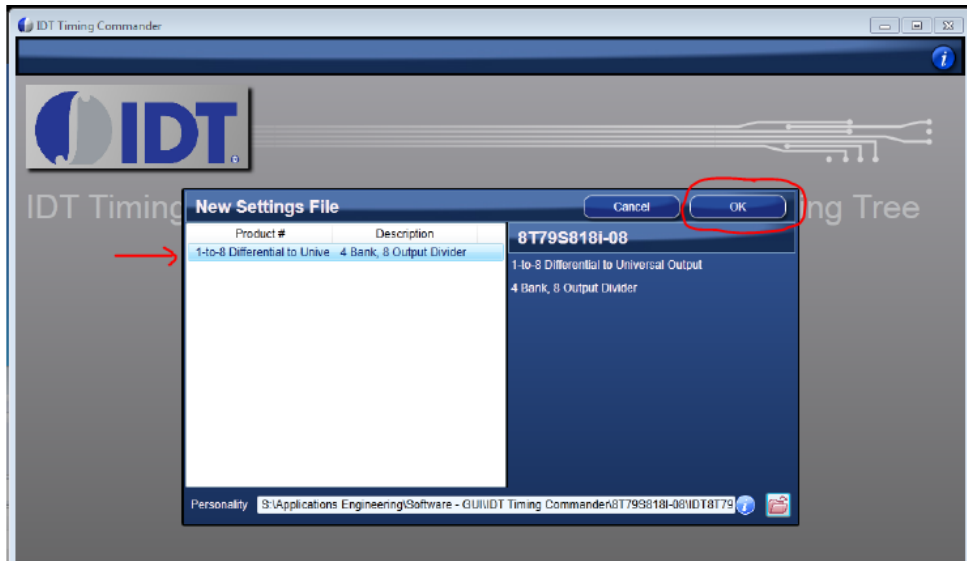 IDT Timing Commander
IDT®
IDT Timing
ng Tree
New Settings File
Cancel
OK
Product # Description
1-to-8 Differential to Unive 4 Bank, 8 Output Divider
8T79S818I-08
1-to-8 Differential to Universal Output
4 Bank, 8 Output Divider
Personality S:\Applications Engineering\Software - GUI\IDT Timing Commander\8T79S818I-08\IDT8T79